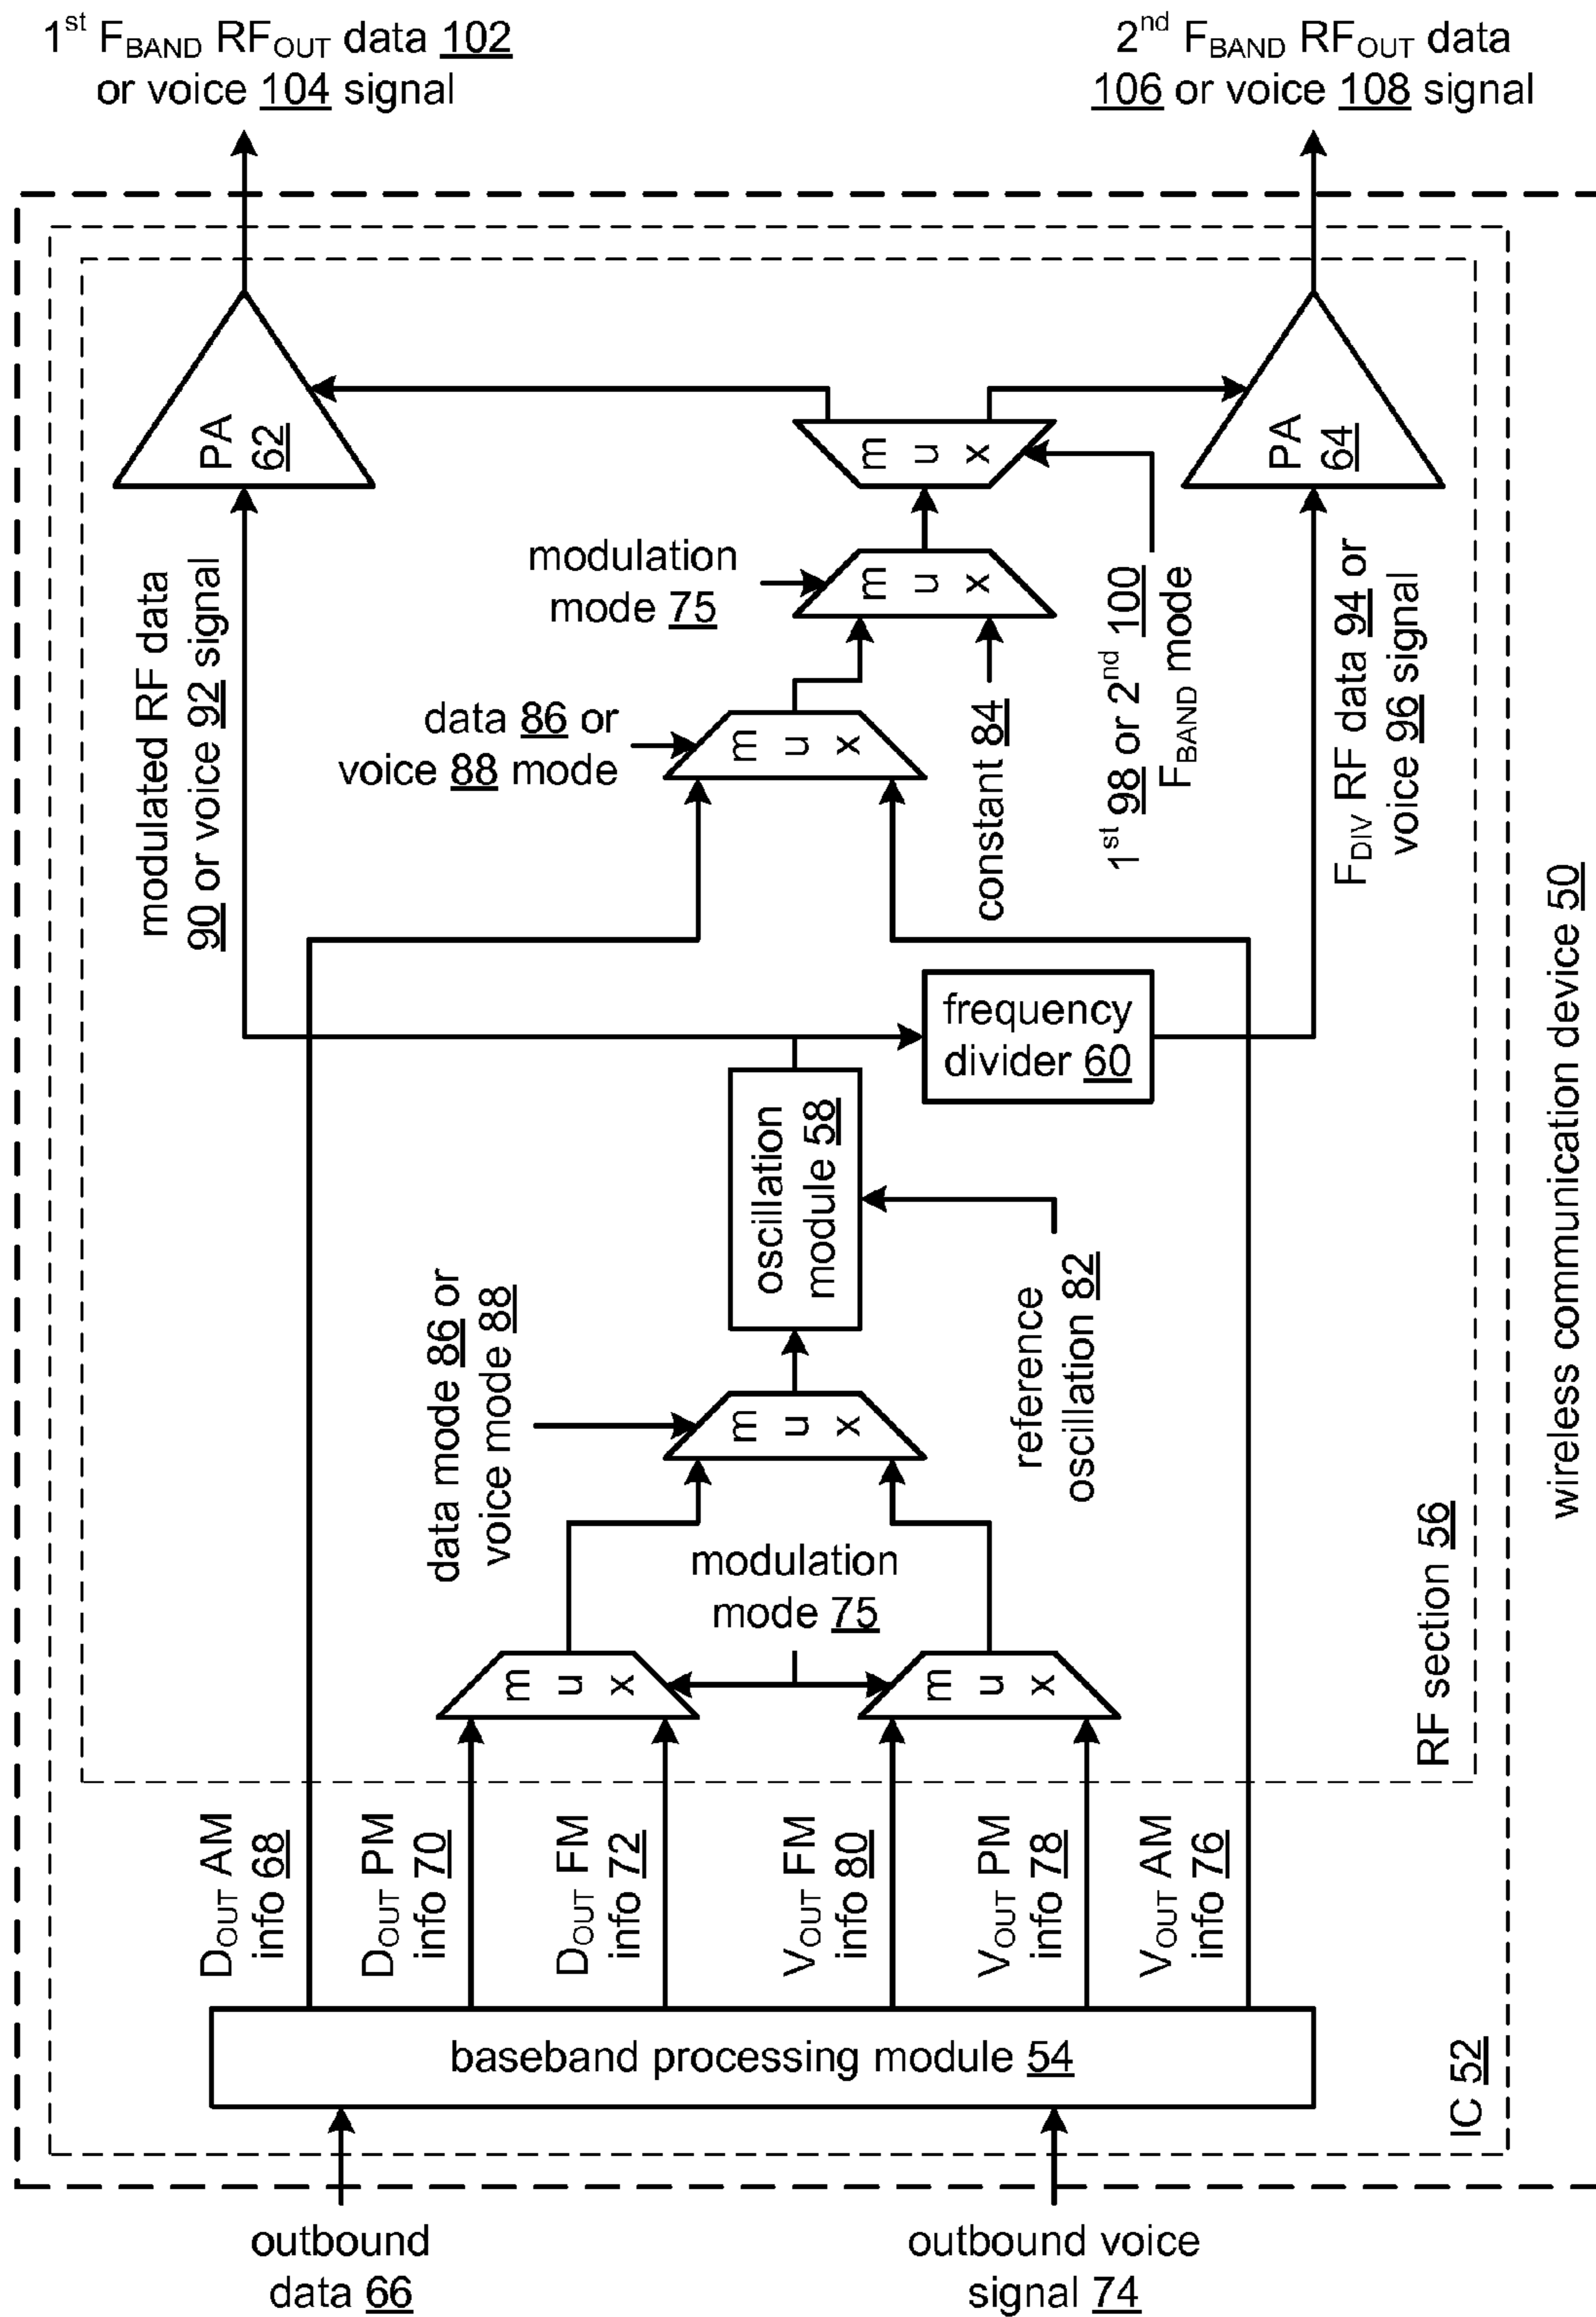 1st FBAND RFOUT data 102
or voice 104 signal
2nd FBAND RFOUT data
106 or voice 108 signal
PA
62
PA
64
m
u
x
modulated RF data
90 or voice 92 signal
modulation
mode 75
m
u
x
1st 98 or 2nd 100
FBAND mode
FDIV RF data 94 or
voice 96 signal
data 86 or
voice 88 mode
m
u
x
constant 84
frequency
divider 60
oscillation
module 58
reference
oscillation 82
data mode 86 or
voice mode 88
m
u
x
modulation
mode 75
m
u
x
m
u
x
RF section 56
wireless communication device 50
DOUT AM
info 68
DOUT PM
info 70
DOUT FM
info 72
VOUT FM
info 80
VOUT PM
info 78
VOUT AM
info 76
baseband processing module 54
IC 52
outbound
data 66
outbound voice
signal 74